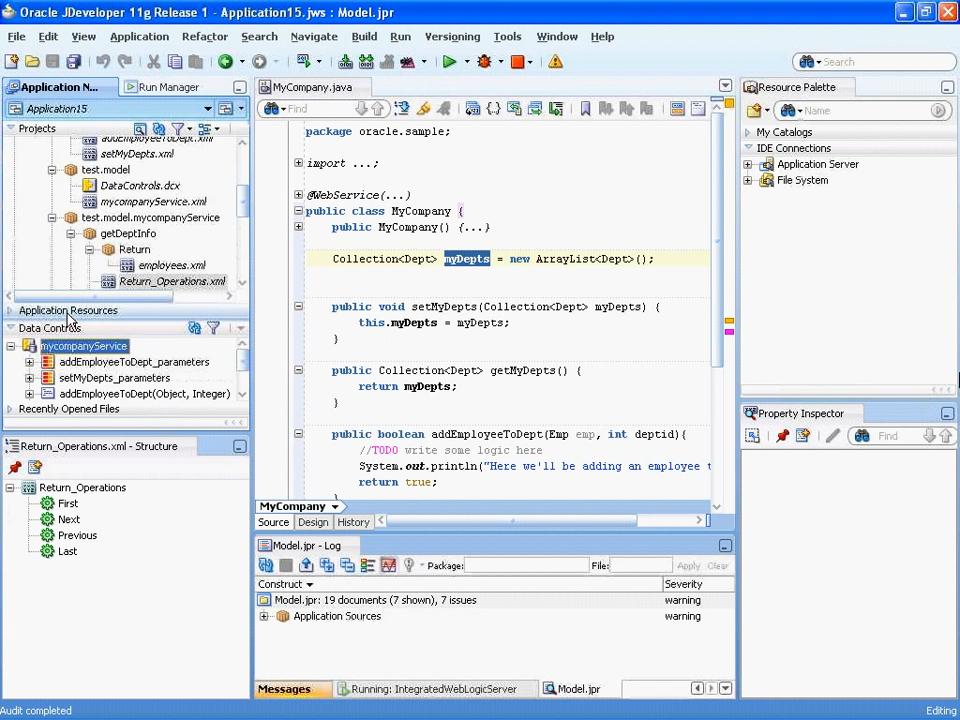 Oracle JDeveloper 11g Release 1 - Application15.jws : Model.jpr
File Edit View Application Refactor Search Navigate Build Run Versioning Tools Window Help
Search
Application N...
Run Manager
Application15
Projects
addEmployeeToDept.xml
setMyDepts.xml
test.model
DataControls.dcx
mycompanyService.xml
test.model.mycompanyService
getDeptInfo
Return
employees.xml
Return_Operations.xml
Application Resources
Data Controls
mycompanyService
addEmployeeToDept_parameters
setMyDepts_parameters
addEmployeeToDept(Object, Integer)
Recently Opened Files
Return_Operations.xml - Structure
Return_Operations
First
Next
Previous
Last
MyCompany.java
Find
package oracle.sample;
import ...;
@WebService(...)
public class MyCompany {
public MyCompany() {...}
Collection<Dept> myDepts = new ArrayList<Dept>();
public void setMyDepts(Collection<Dept> myDepts) {
this.myDepts = myDepts;
}
public Collection<Dept> getMyDepts() {
return myDepts;
}
public boolean addEmployeeToDept(Emp emp, int deptid){
//TODO write some logic here
System.out.println("Here we'll be adding an employee t
return true;
}
MyCompany
Source Design History
Model.jpr - Log
Package: File: Apply Clear
Construct Severity
Model.jpr: 19 documents (7 shown), 7 issues warning
Application Sources warning
Messages Running: IntegratedWebLogicServer Model.jpr
Resource Palette
Name
My Catalogs
IDE Connections
Application Server
File System
Property Inspector
Find
Audit completed
Editing